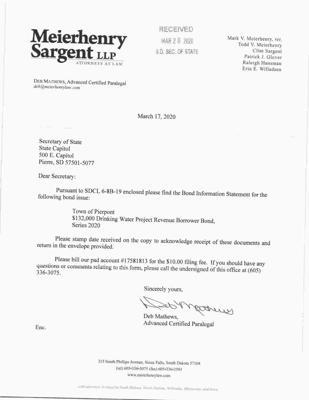 Meierhenry
Sargent LLP
ATTORNEYS AT LAW
RECEIVED
MAR 20 2020
S.D. SEC. OF STATE
Mark V. Meierhenry, ret.
Todd V. Meierhenry
Clint Sargent
Patrick J. Glover
Raleigh Hansman
Erin E. Willadsen
DEB MATHEWS, Advanced Certified Paralegal
deb@meierhenrylaw.com
March 17, 2020
Secretary of State
State Capitol
500 E. Capitol
Pierre, SD 57501-5077
Dear Secretary:
Pursuant to SDCL 6-8B-19 enclosed please find the Bond Information Statement for the
following bond issue:
Town of Pierpont
$132,000 Drinking Water Project Revenue Borrower Bond,
Series 2020
Please stamp date received on the copy to acknowledge receipt of these documents and
return in the envelope provided.
Please bill our pad account #17581813 for the $10.00 filing fee. If you should have any
questions or comments relating to this form, please call the undersigned of this office at (605)
336-3075.
Sincerely yours,
Deb Mathews
Deb Mathews,
Advanced Certified Paralegal
Enc.
315 South Phillips Avenue, Sioux Falls, South Dakota 57104
(tel) 605-336-3075 (fax) 605-336-2593
www.meierhenrylaw.com